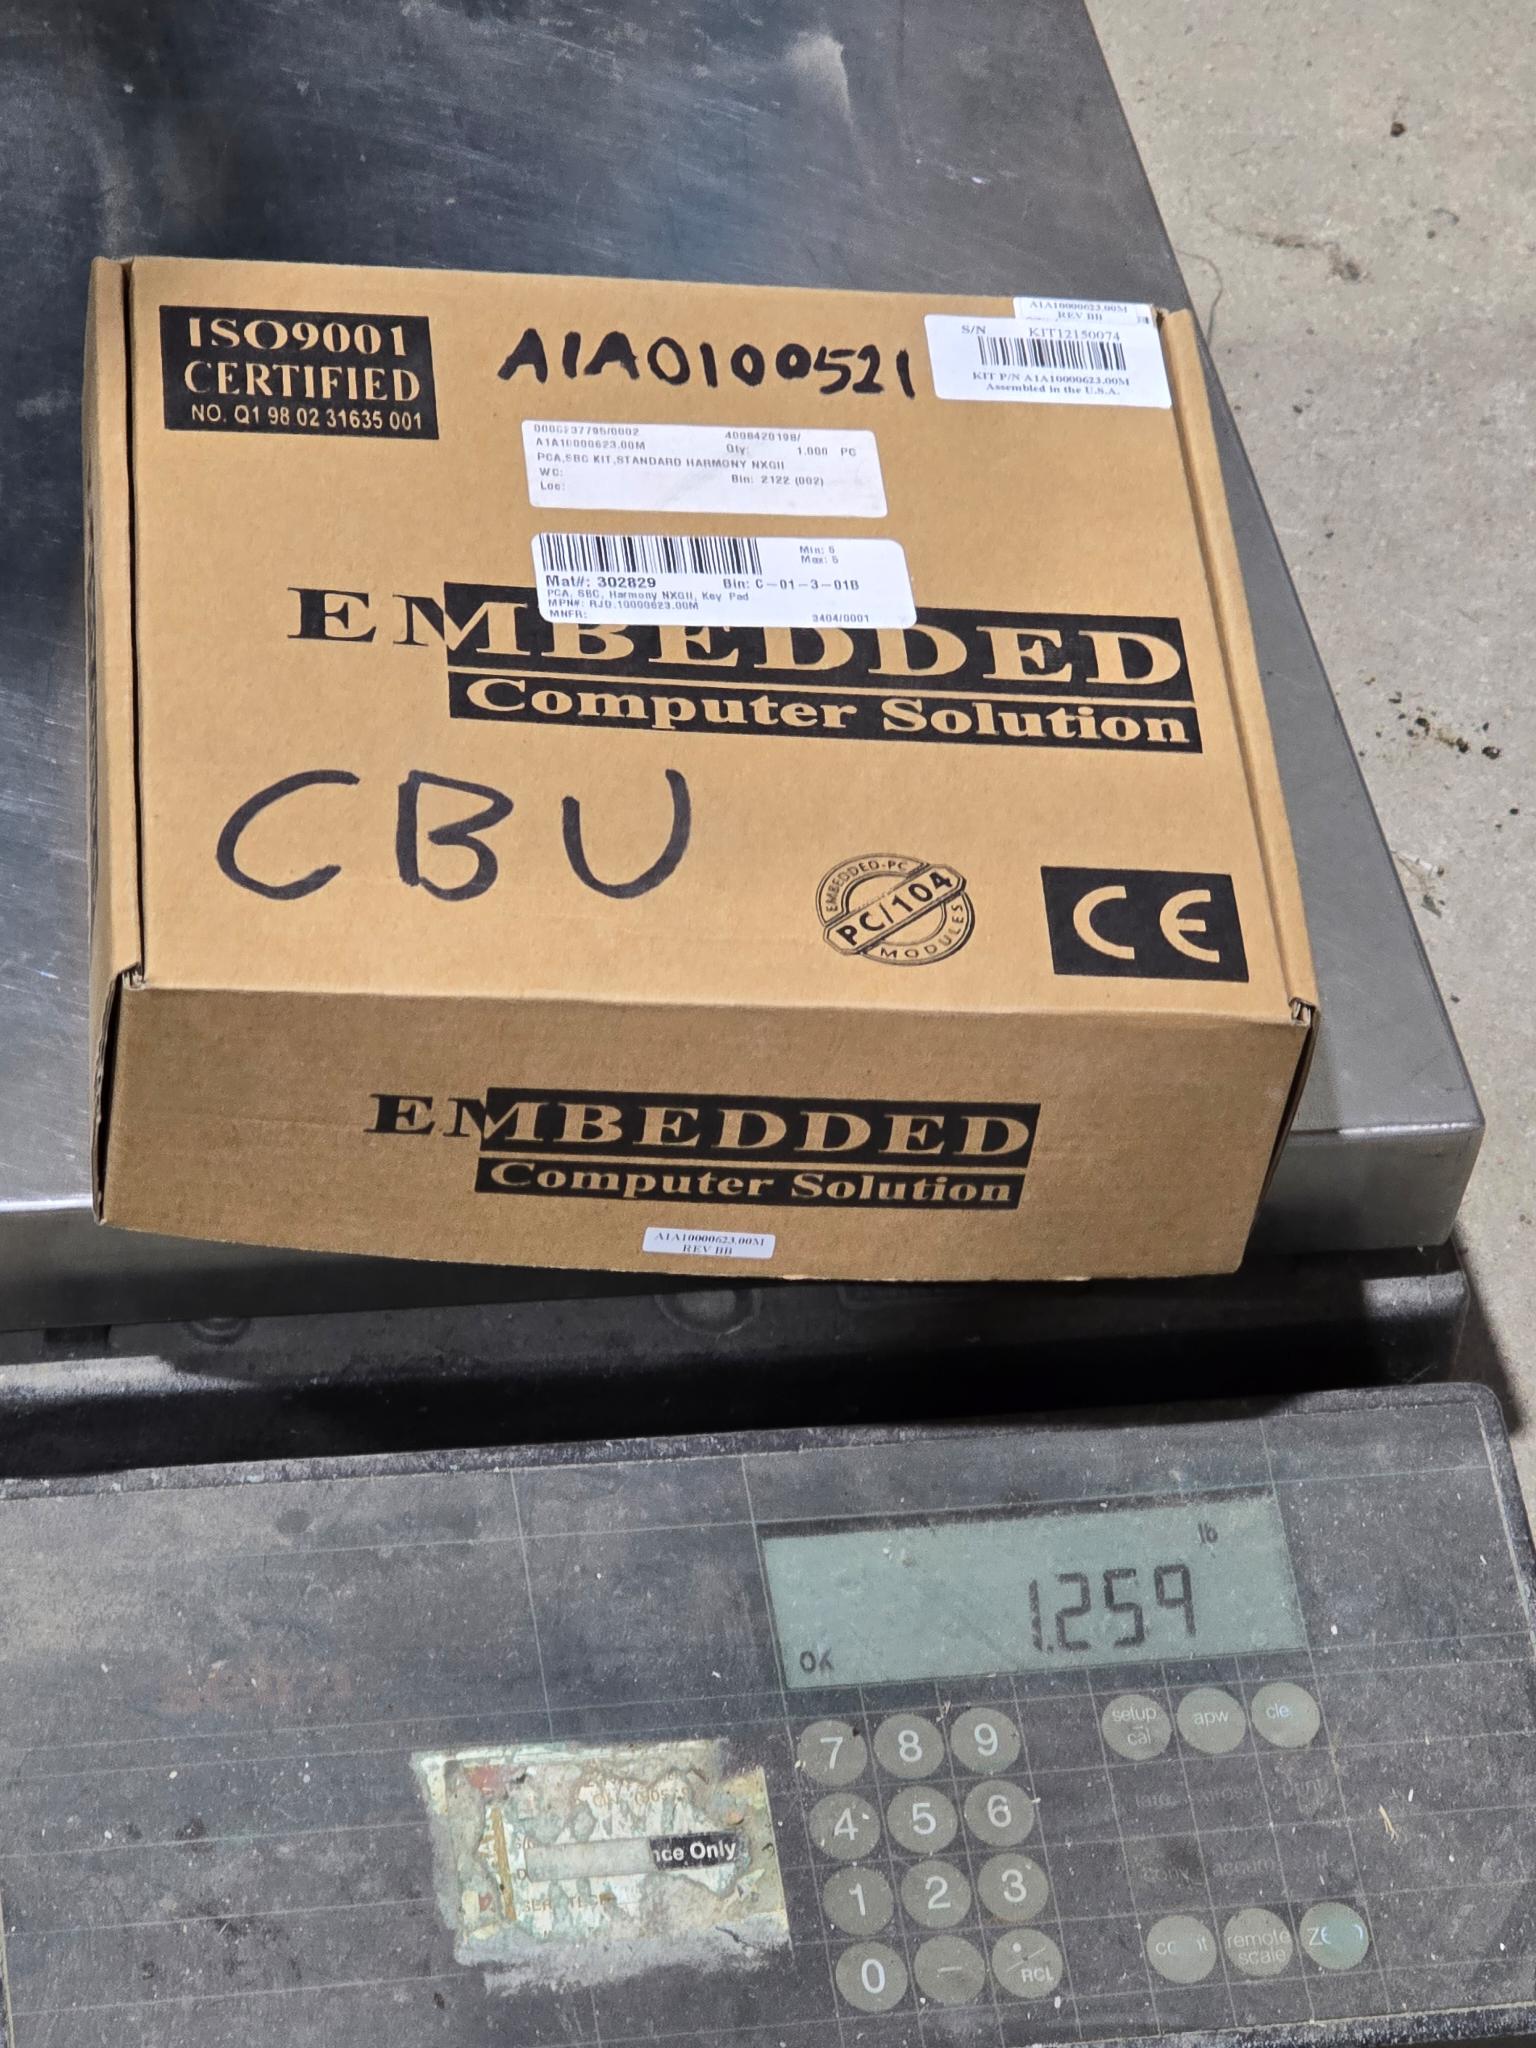 ISO9001
CERTIFIED
NO. Q1 98 02 31635 001
A1A0100521
A1A10000623.00M
REV BB
S/N KIT12150074
KIT P/N A1A10000623.00M
Assembled in the U.S.A.
0000237795/0002 4008420198/
A1A10000623.00M Qty: 1.000 PC
PCA,SBC KIT,STANDARD HARMONY NXGII
WC: Bin: 2122 (002)
Loc:
Min: 5
Max: 5
Mat#: 302829 Bin: C-01-3-01B
PCA, SBC, Harmony NXGII, Key Pad
MPN#: RJO.10000623.00M
MNFR: 3404/0001
EMBEDDED
Computer Solution
CBU
EMBEDDED-PC
PC/104
MODULES
CE
EMBEDDED
Computer Solution
A1A10000623.00M
REV BB
lb
1.259
OK
7 8 9
setup cal
apw
4 5 6
nce Only
1 2 3
remote scale
0 -
. / RCL